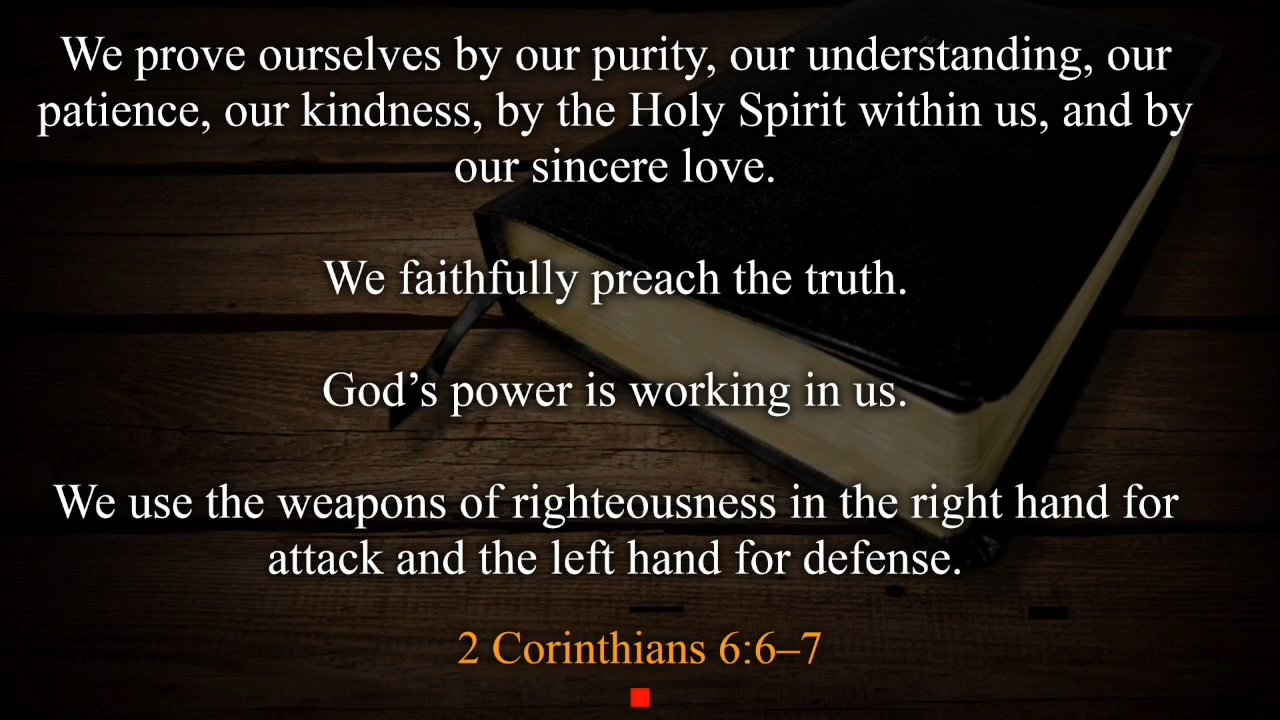 We prove ourselves by our purity, our understanding, our
patience, our kindness, by the Holy Spirit within us, and by
our sincere love.
We faithfully preach the truth.
God’s power is working in us.
We use the weapons of righteousness in the right hand for
attack and the left hand for defense.
2 Corinthians 6:6–7